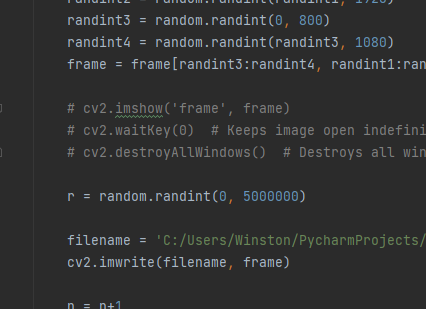 randint2 = random.randint(randint1, 1920)
randint3 = random.randint(0, 800)
randint4 = random.randint(randint3, 1080)
frame = frame[randint3:randint4, randint1:ran
# cv2.imshow('frame', frame)
# cv2.waitKey(0)  # Keeps image open indefini
# cv2.destroyAllWindows()  # Destroys all win
r = random.randint(0, 5000000)
filename = 'C:/Users/Winston/PycharmProjects/
cv2.imwrite(filename, frame)
n = n+1